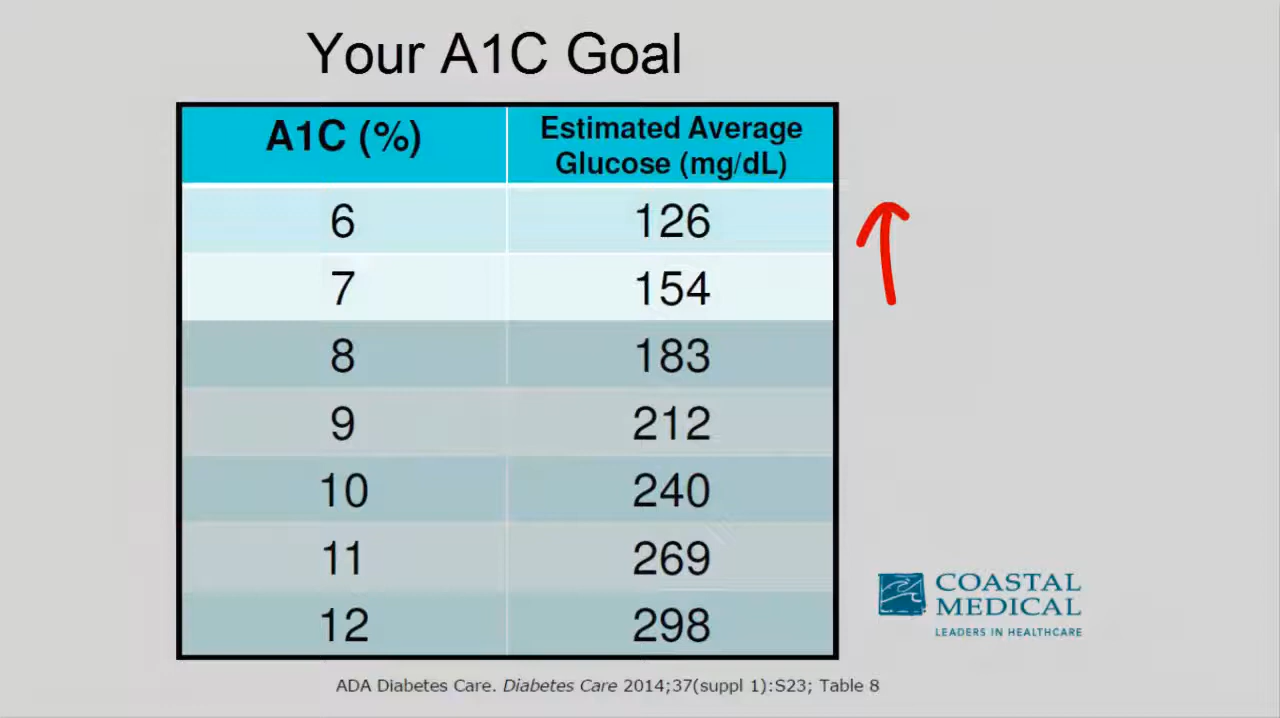 Your A1C Goal
A1C (%) Estimated Average Glucose (mg/dL)
6 126
7 154
8 183
9 212
10 240
11 269
12 298
COASTAL
MEDICAL
LEADERS IN HEALTHCARE
ADA Diabetes Care. Diabetes Care 2014;37(suppl 1):S23; Table 8